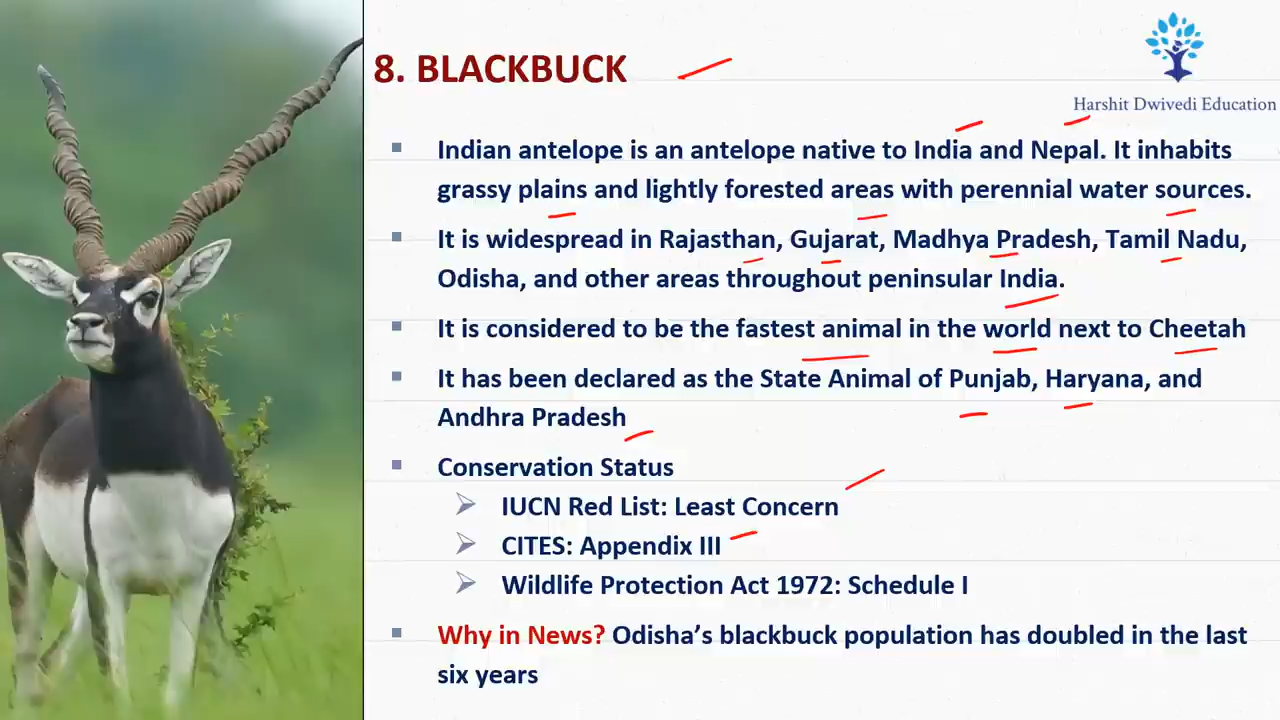 8. BLACKBUCK
Harshit Dwivedi Education
▪ Indian antelope is an antelope native to India and Nepal. It inhabits
grassy plains and lightly forested areas with perennial water sources.
▪ It is widespread in Rajasthan, Gujarat, Madhya Pradesh, Tamil Nadu,
Odisha, and other areas throughout peninsular India.
▪ It is considered to be the fastest animal in the world next to Cheetah
▪ It has been declared as the State Animal of Punjab, Haryana, and
Andhra Pradesh
▪ Conservation Status
➢ IUCN Red List: Least Concern
➢ CITES: Appendix III
➢ Wildlife Protection Act 1972: Schedule I
▪ Why in News? Odisha’s blackbuck population has doubled in the last
six years